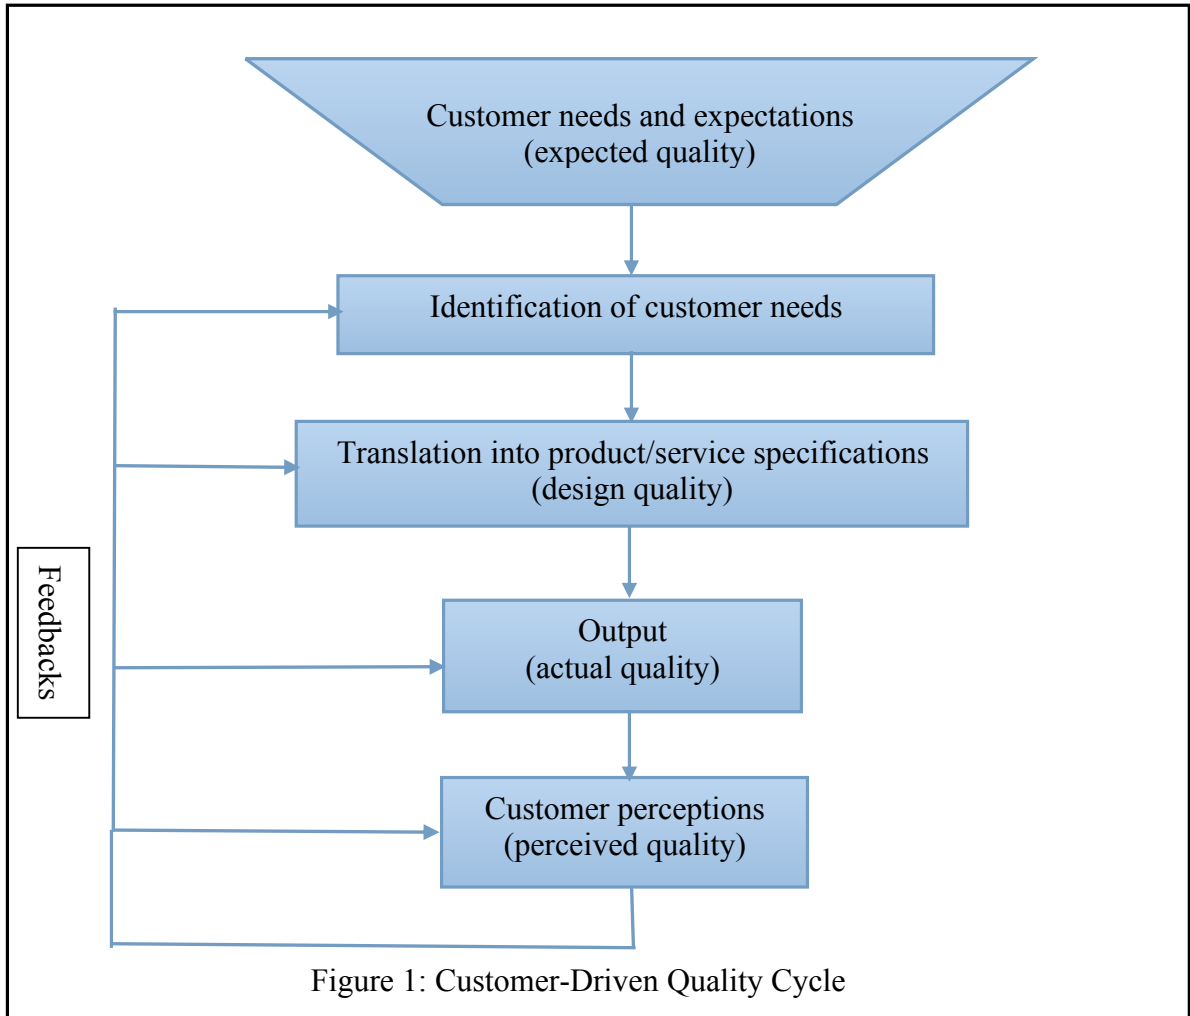 Customer needs and expectations
(expected quality)
Identification of customer needs
Translation into product/service specifications
(design quality)
Feedbacks
Output
(actual quality)
Customer perceptions
(perceived quality)
Figure 1: Customer-Driven Quality Cycle